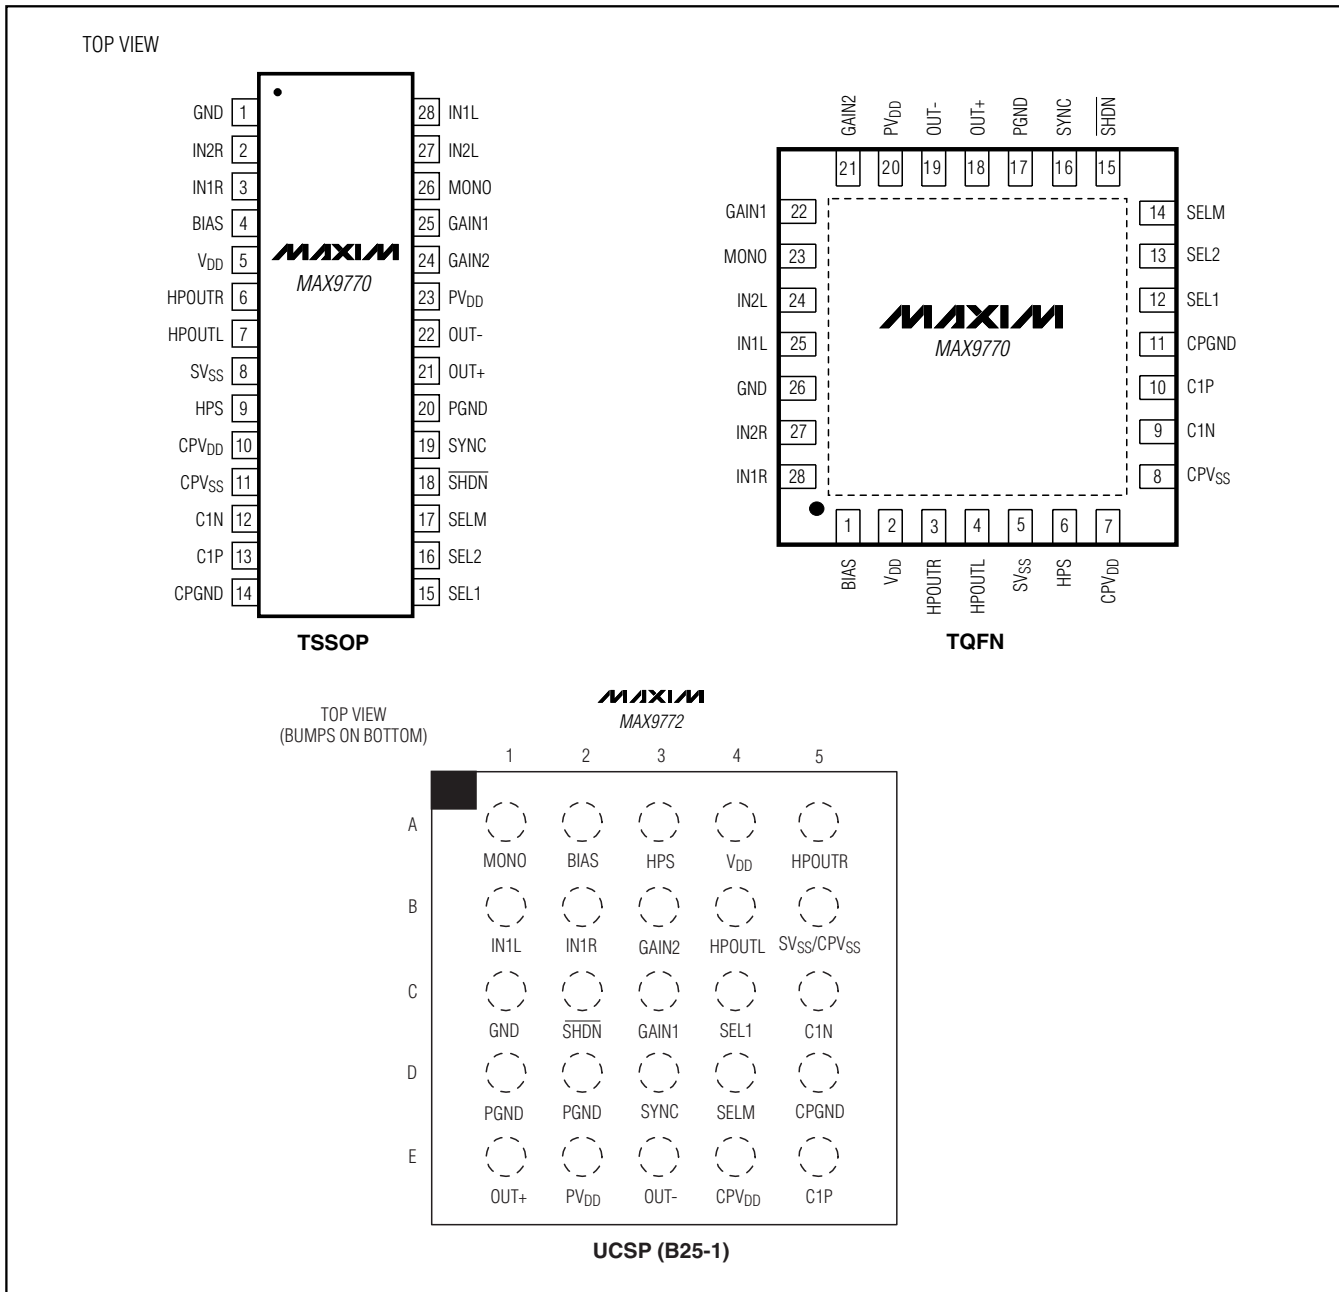 TOP VIEW
GND 1
IN2R 2
IN1R 3
BIAS 4
VDD 5
HPOUTR 6
HPOUTL 7
SVSS 8
HPS 9
CPVDD 10
CPVSS 11
C1N 12
C1P 13
CPGND 14
MAXIM
MAX9770
28 IN1L
27 IN2L
26 MONO
25 GAIN1
24 GAIN2
23 PVDD
22 OUT-
21 OUT+
20 PGND
19 SYNC
18 SHDN
17 SELM
16 SEL2
15 SEL1
TSSOP
GAIN2 PVDD OUT- OUT+ PGND SYNC SHDN
21 20 19 18 17 16 15
GAIN1 22
MONO 23
IN2L 24
IN1L 25
GND 26
IN2R 27
IN1R 28
MAXIM
MAX9770
14 SELM
13 SEL2
12 SEL1
11 CPGND
10 C1P
9 C1N
8 CPVSS
1 2 3 4 5 6 7
BIAS VDD HPOUTR HPOUTL SVSS HPS CPVDD
TQFN
TOP VIEW
(BUMPS ON BOTTOM)
MAXIM
MAX9772
1 2 3 4 5
A
MONO BIAS HPS VDD HPOUTR
B
IN1L IN1R GAIN2 HPOUTL SVSS/CPVSS
C
GND SHDN GAIN1 SEL1 C1N
D
PGND PGND SYNC SELM CPGND
E
OUT+ PVDD OUT- CPVDD C1P
UCSP (B25-1)